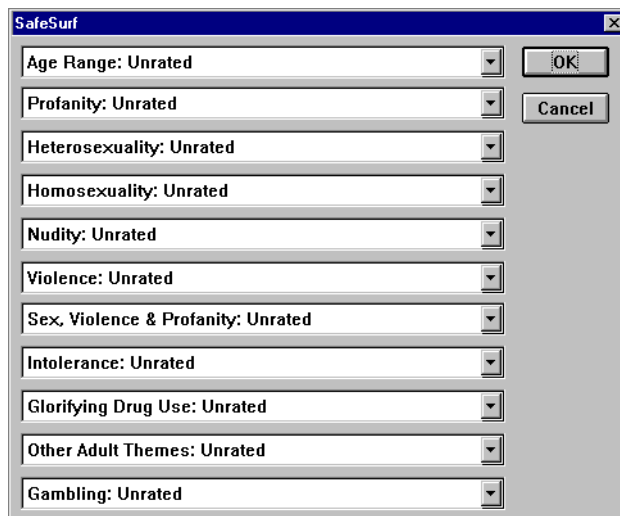 SafeSurf
Age Range: Unrated
OK
Profanity: Unrated
Cancel
Heterosexuality: Unrated
Homosexuality: Unrated
Nudity: Unrated
Violence: Unrated
Sex, Violence & Profanity: Unrated
Intolerance: Unrated
Glorifying Drug Use: Unrated
Other Adult Themes: Unrated
Gambling: Unrated